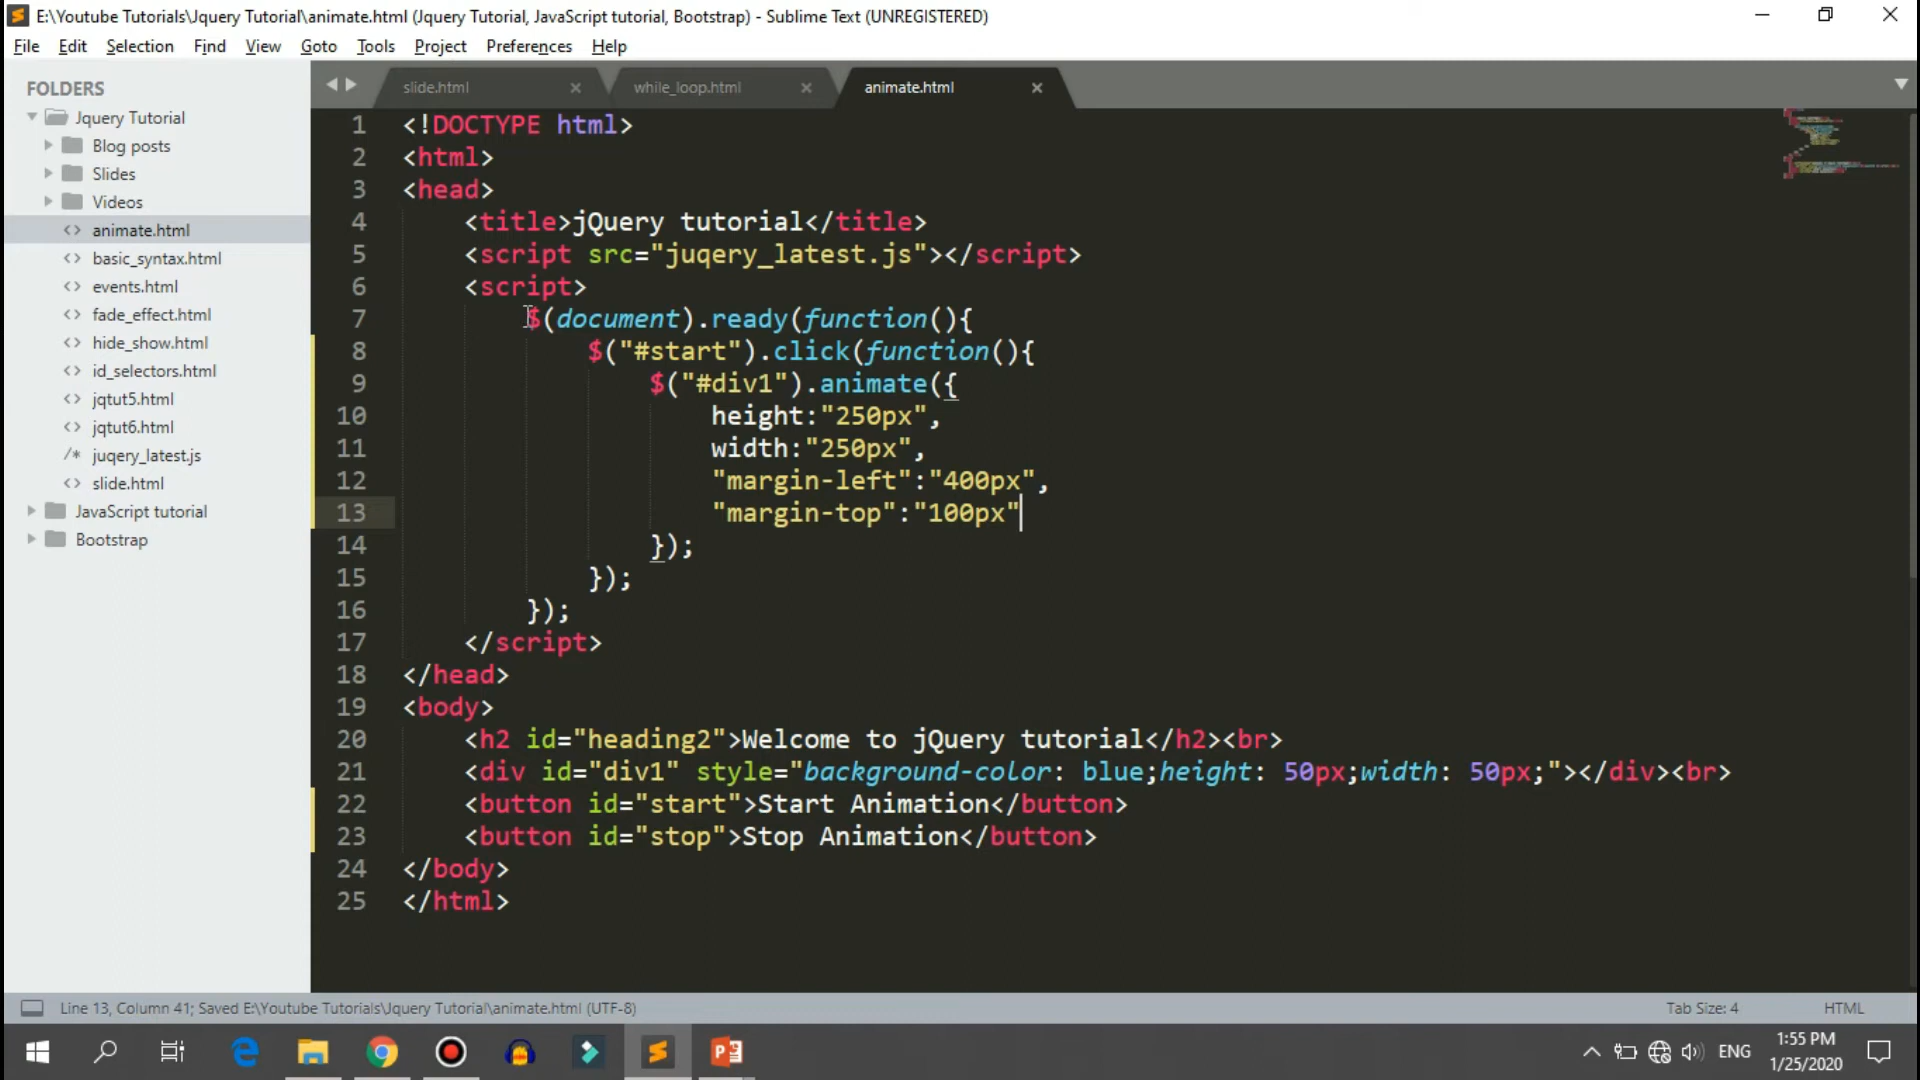 E:\Youtube Tutorials\Jquery Tutorial\animate.html (Jquery Tutorial, JavaScript tutorial, Bootstrap) - Sublime Text (UNREGISTERED)
File Edit Selection Find View Goto Tools Project Preferences Help
FOLDERS
Jquery Tutorial
Blog posts
Slides
Videos
<> animate.html
<> basic_syntax.html
<> events.html
<> fade_effect.html
<> hide_show.html
<> id_selectors.html
<> jqtut5.html
<> jqtut6.html
/* juqery_latest.js
<> slide.html
JavaScript tutorial
Bootstrap
slide.html × while_loop.html × animate.html ×
1 <!DOCTYPE html>
2 <html>
3 <head>
4 <title>jQuery tutorial</title>
5 <script src="juqery_latest.js"></script>
6 <script>
7 $(document).ready(function(){
8 $("#start").click(function(){
9 $("#div1").animate({
10 height:"250px",
11 width:"250px",
12 "margin-left":"400px",
13 "margin-top":"100px"
14 });
15 });
16 });
17 </script>
18 </head>
19 <body>
20 <h2 id="heading2">Welcome to jQuery tutorial</h2><br>
21 <div id="div1" style="background-color: blue;height: 50px;width: 50px;"></div><br>
22 <button id="start">Start Animation</button>
23 <button id="stop">Stop Animation</button>
24 </body>
25 </html>
Line 13, Column 41; Saved E:\Youtube Tutorials\Jquery Tutorial\animate.html (UTF-8) Tab Size: 4 HTML
ENG
1:55 PM
1/25/2020